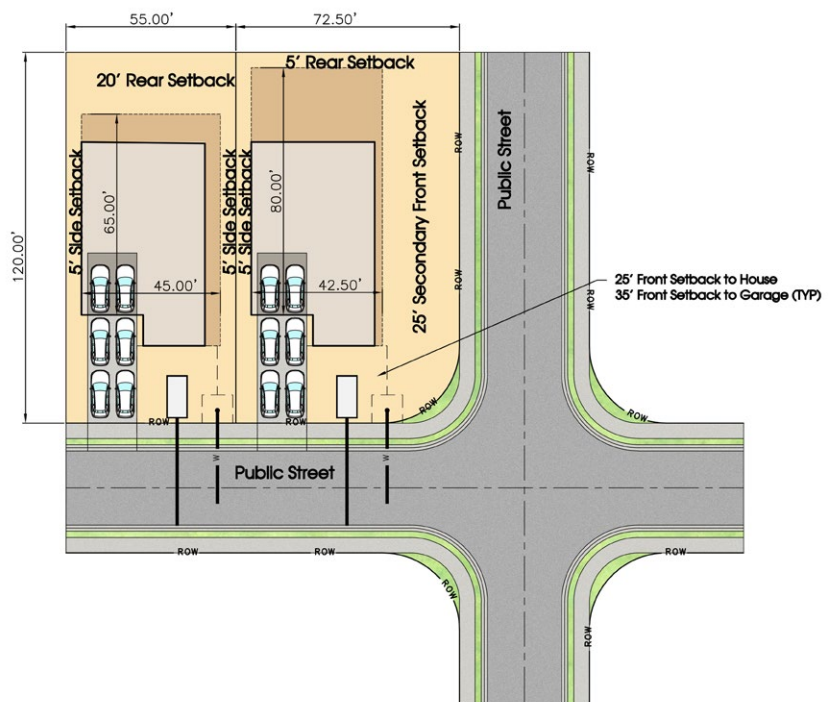 55.00'
72.50'
20' Rear Setback
5' Rear Setback
120.00'
5' Side Setback
65.00'
45.00'
5' Side Setback
5' Side Setback
80.00'
42.50'
25' Secondary Front Setback
ROW
ROW
Public Street
ROW
ROW
25' Front Setback to House
35' Front Setback to Garage (TYP)
ROW
ROW
ROW
ROW
W
W
Public Street
ROW
ROW
ROW
ROW
ROW
ROW